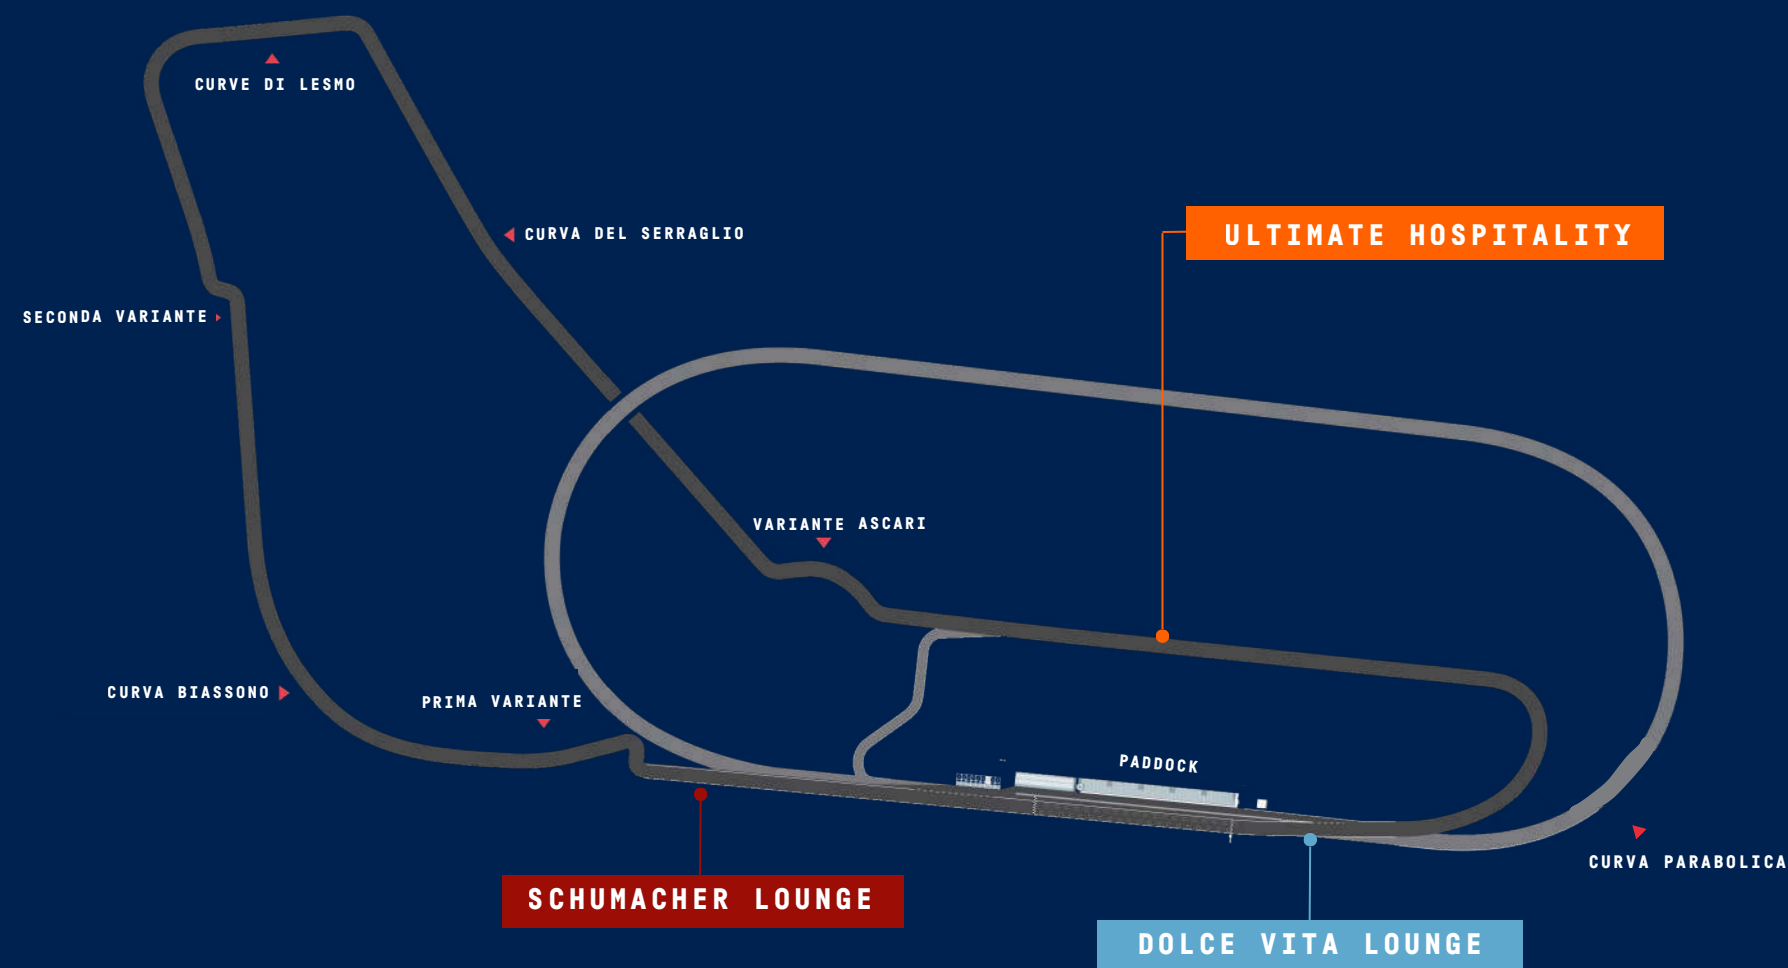 CURVE DI LESMO
CURVA DEL SERRAGLIO
ULTIMATE HOSPITALITY
SECONDA VARIANTE
VARIANTE ASCARI
CURVA BIASSONO
PRIMA VARIANTE
PADDOCK
CURVA PARABOLICA
SCHUMACHER LOUNGE
DOLCE VITA LOUNGE